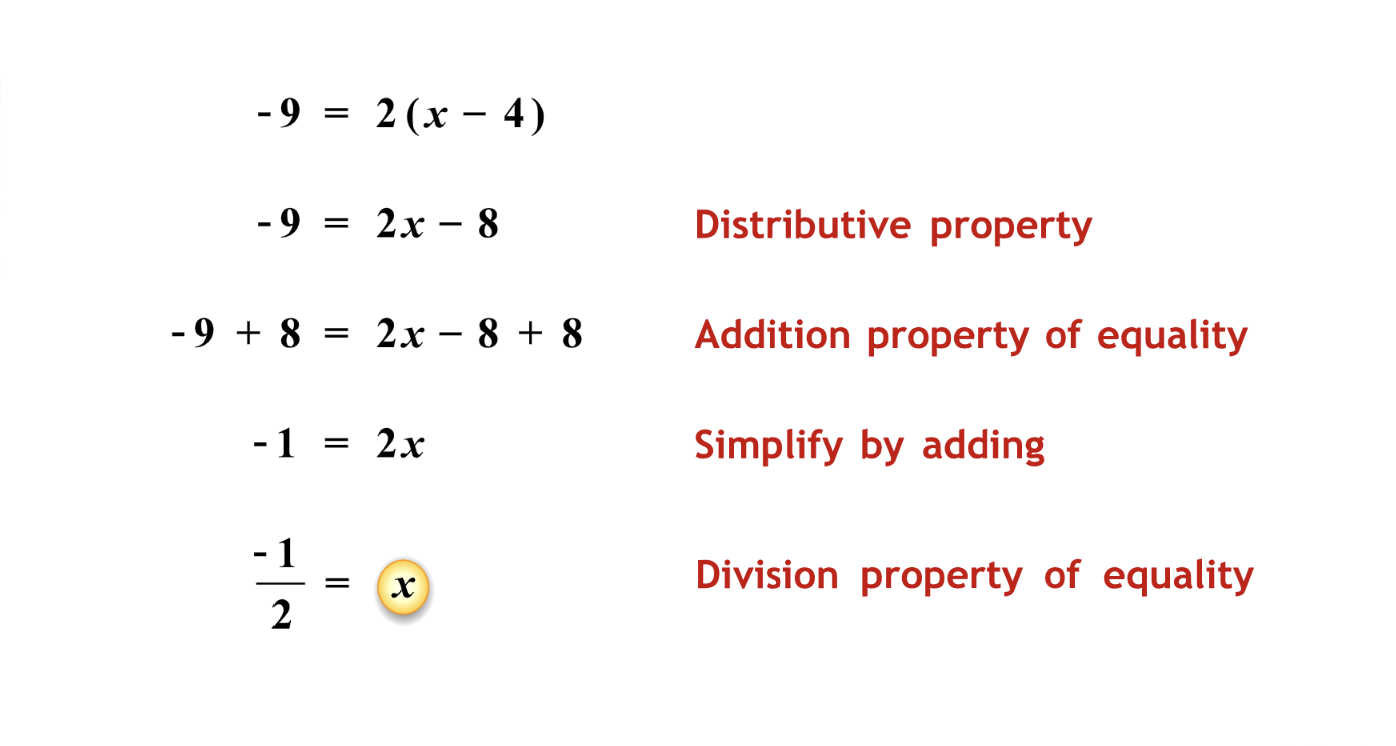 -9 = 2(x − 4)
-9 = 2x − 8 Distributive property
-9 + 8 = 2x − 8 + 8 Addition property of equality
-1 = 2x Simplify by adding
-1/2 = x Division property of equality